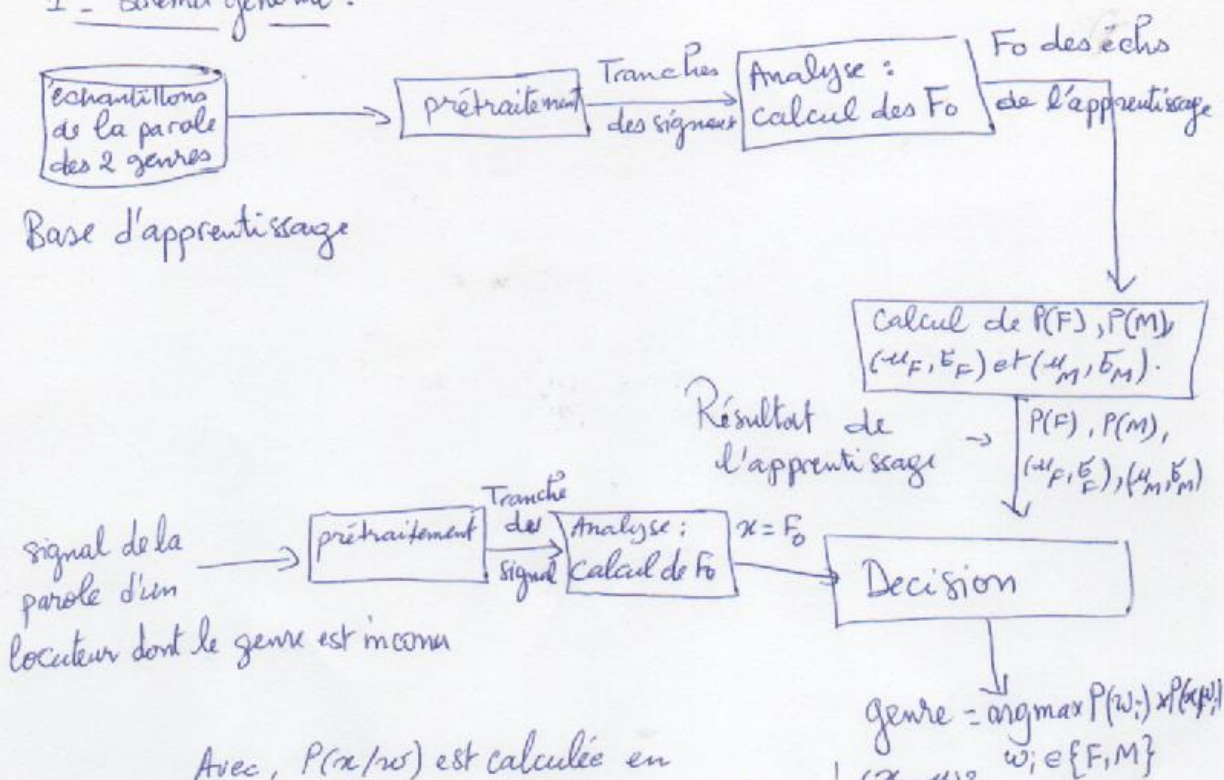 1 - Schéma général :
échantillons
de la parole
des 2 genres
Base d'apprentissage
prétraitement
Tranches
des signaux
Analyse :
calcul des F0
F0 des échs
de l'apprentissage
Calcul de P(F), P(M),
(μF, σF) et (μM, σM).
Résultat de
l'apprentissage
→
P(F), P(M),
(μF, σF), (μM, σM)
signal de la
parole d'un
locuteur dont le genre est inconnu
prétraitement
Tranche
du
signal
Analyse :
calcul de F0
x = F0
Decision
genre = argmax P(wi) x P(x/wi)
wi ∈ {F, M}
Avec, P(x/w) est calculée en